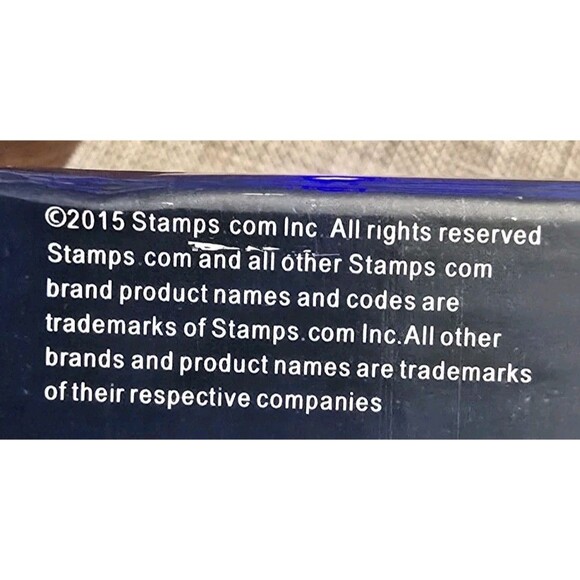 ©2015 Stamps.com Inc. All rights reserved
Stamps.com and all other Stamps.com
brand product names and codes are
trademarks of Stamps.com Inc.All other
brands and product names are trademarks
of their respective companies